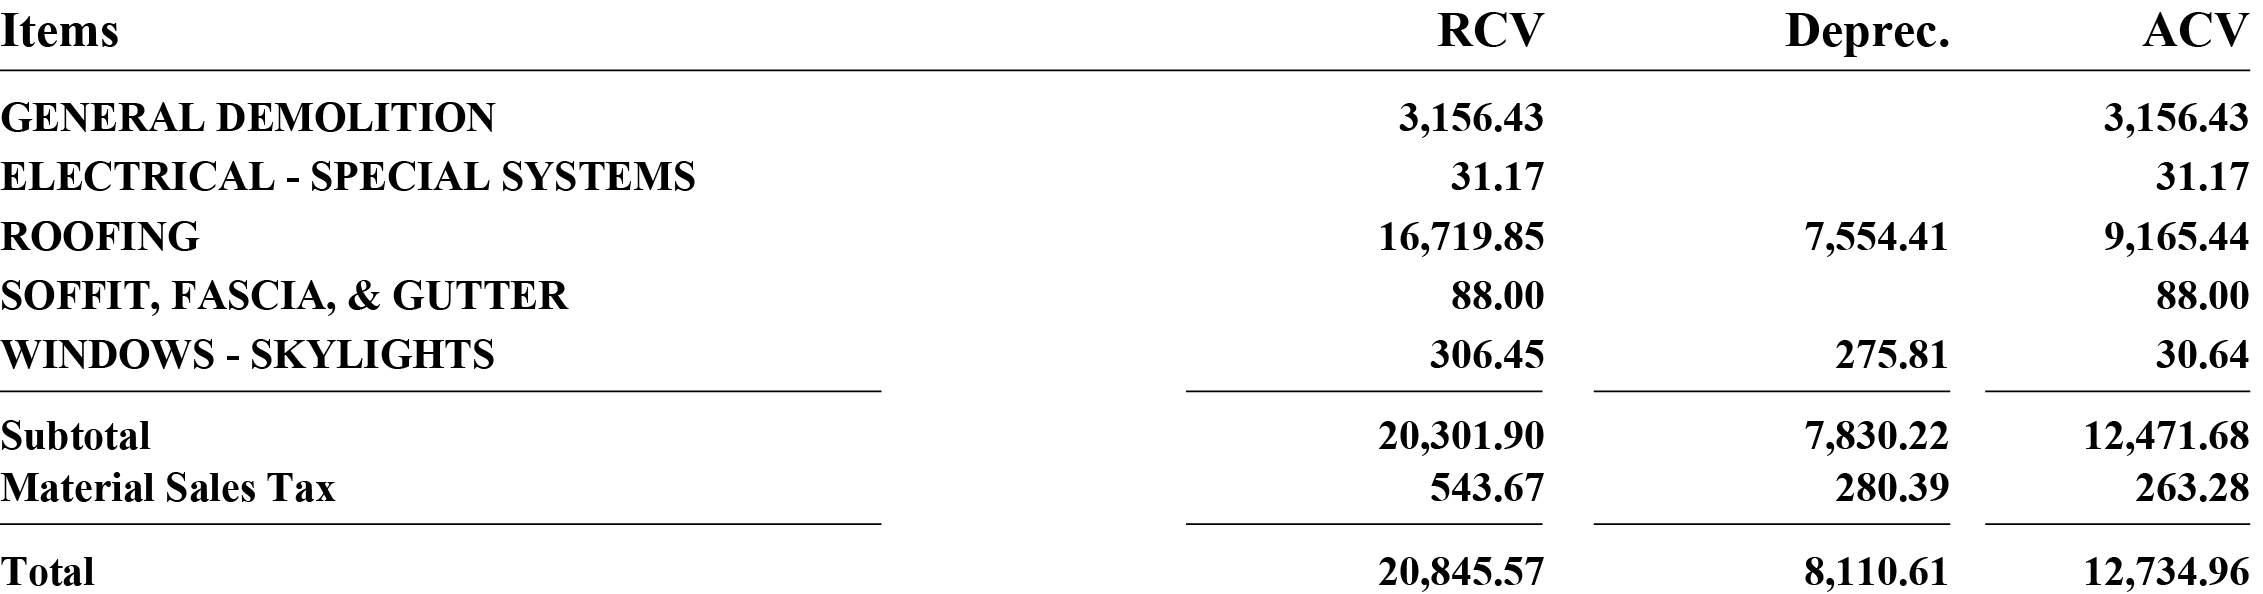 Items RCV Deprec. ACV
GENERAL DEMOLITION 3,156.43 3,156.43
ELECTRICAL - SPECIAL SYSTEMS 31.17 31.17
ROOFING 16,719.85 7,554.41 9,165.44
SOFFIT, FASCIA, & GUTTER 88.00 88.00
WINDOWS - SKYLIGHTS 306.45 275.81 30.64
Subtotal 20,301.90 7,830.22 12,471.68
Material Sales Tax 543.67 280.39 263.28
Total 20,845.57 8,110.61 12,734.96